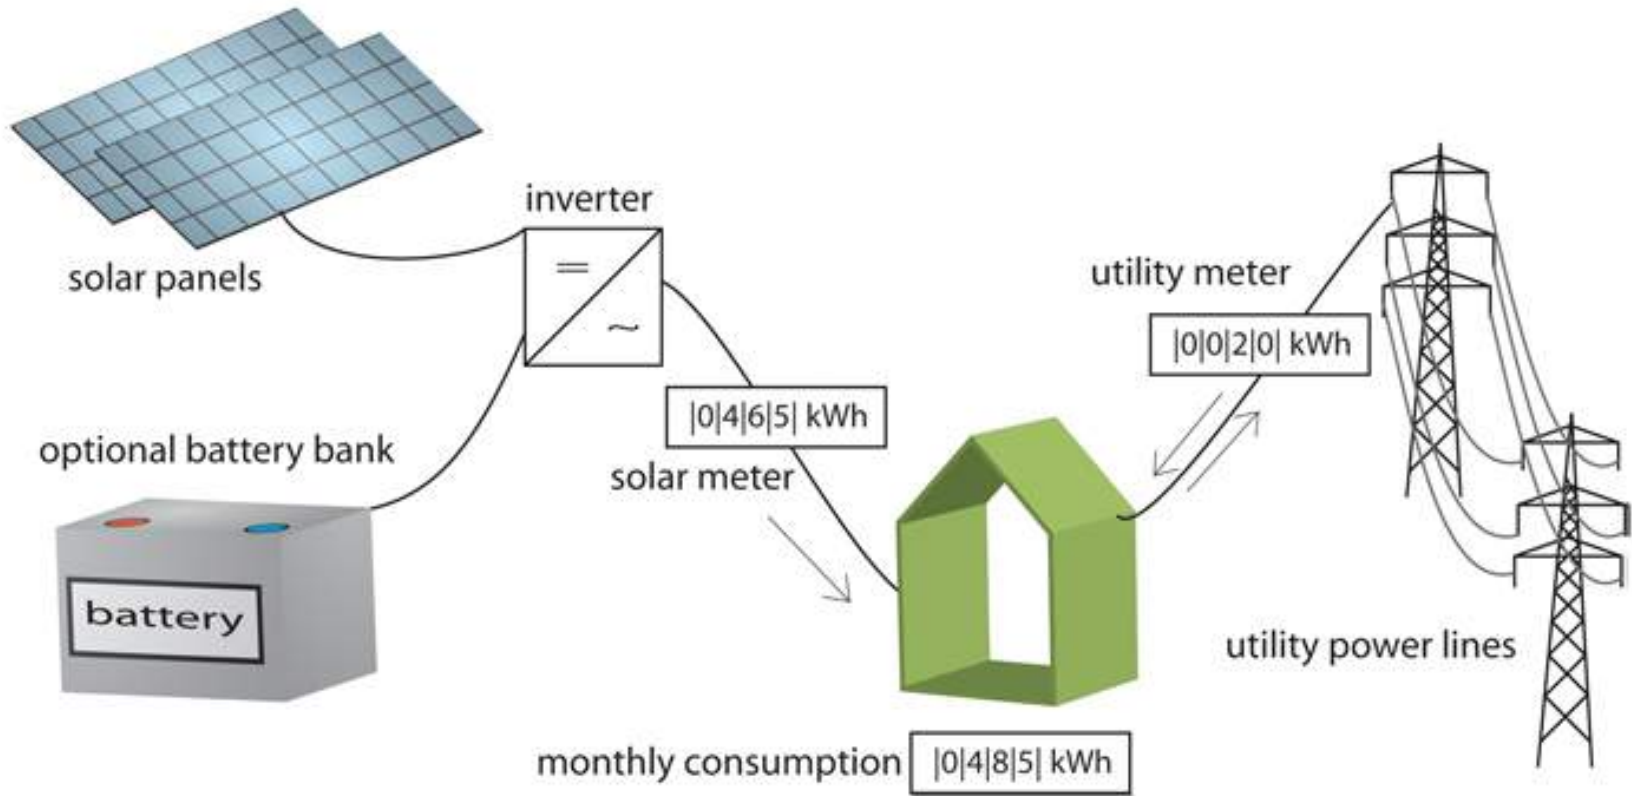 inverter
solar panels
utility meter
|0|0|2|0| kWh
|0|4|6|5| kWh
optional battery bank
solar meter
battery
utility power lines
monthly consumption |0|4|8|5| kWh